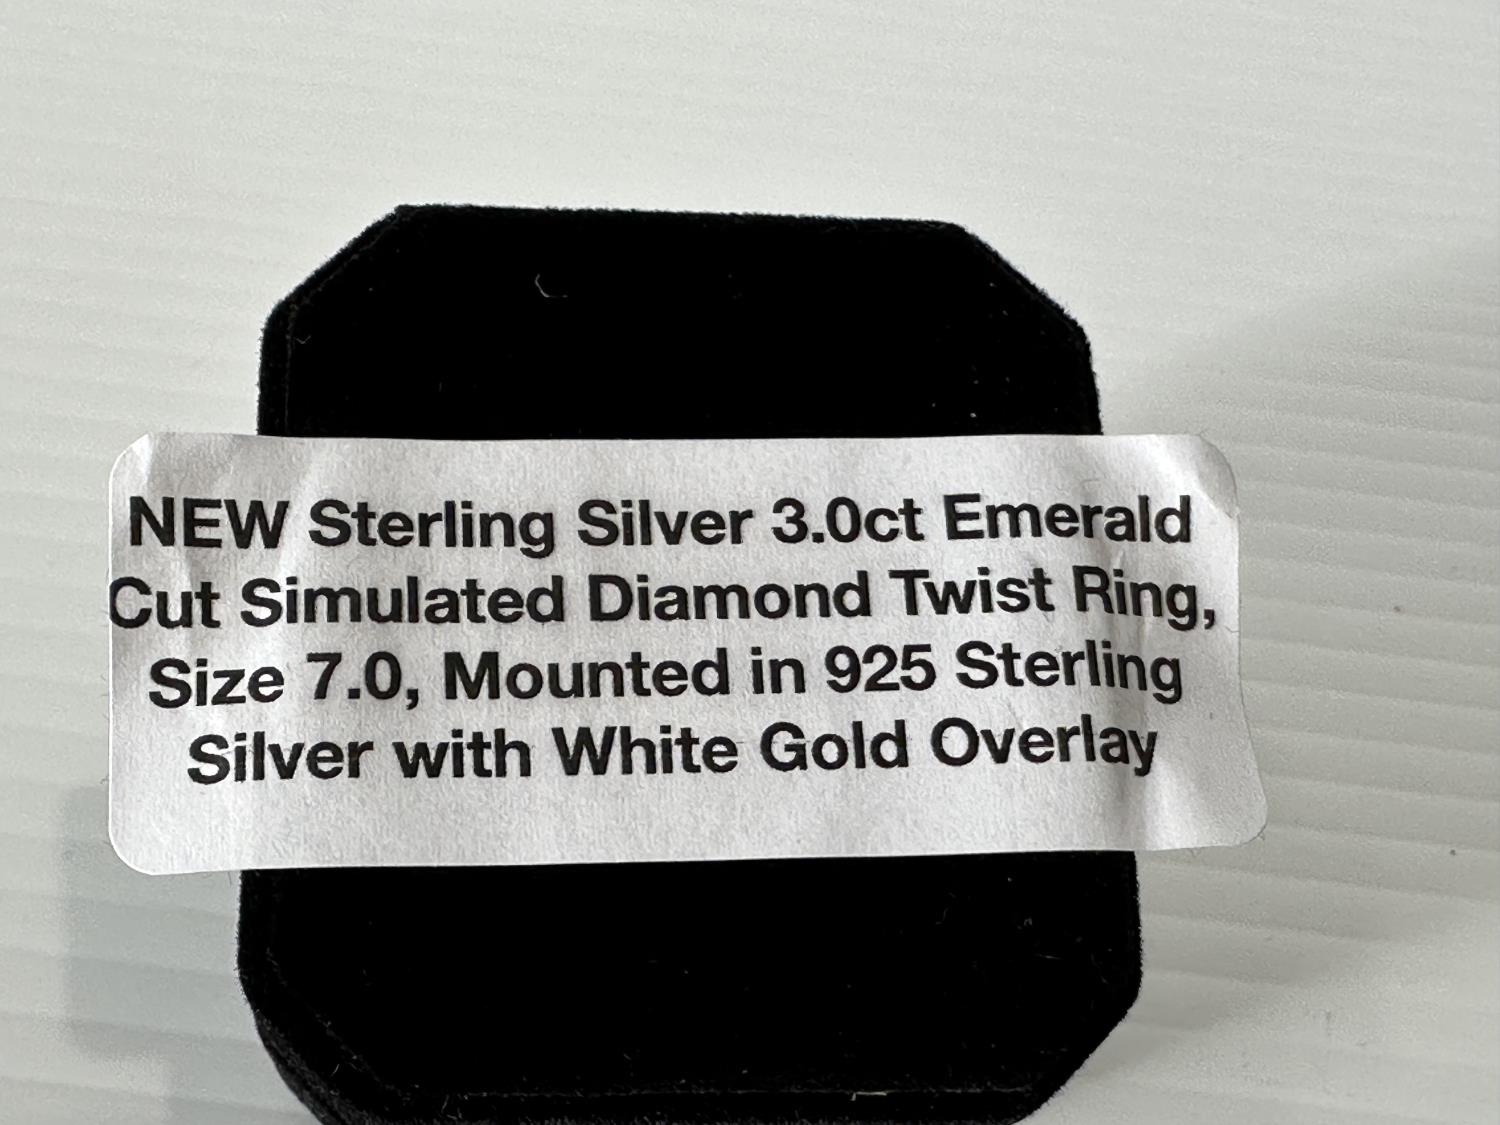 NEW Sterling Silver 3.0ct Emerald
Cut Simulated Diamond Twist Ring,
Size 7.0, Mounted in 925 Sterling
Silver with White Gold Overlay